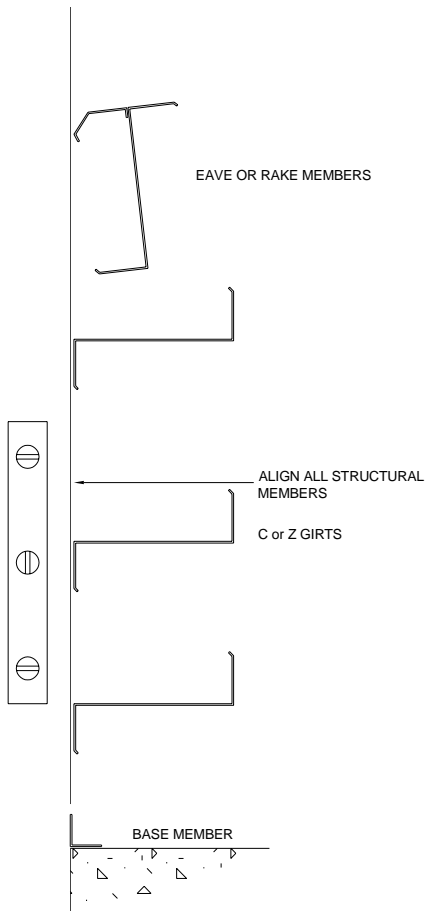 EAVE OR RAKE MEMBERS
ALIGN ALL STRUCTURAL
MEMBERS
C or Z GIRTS
BASE MEMBER